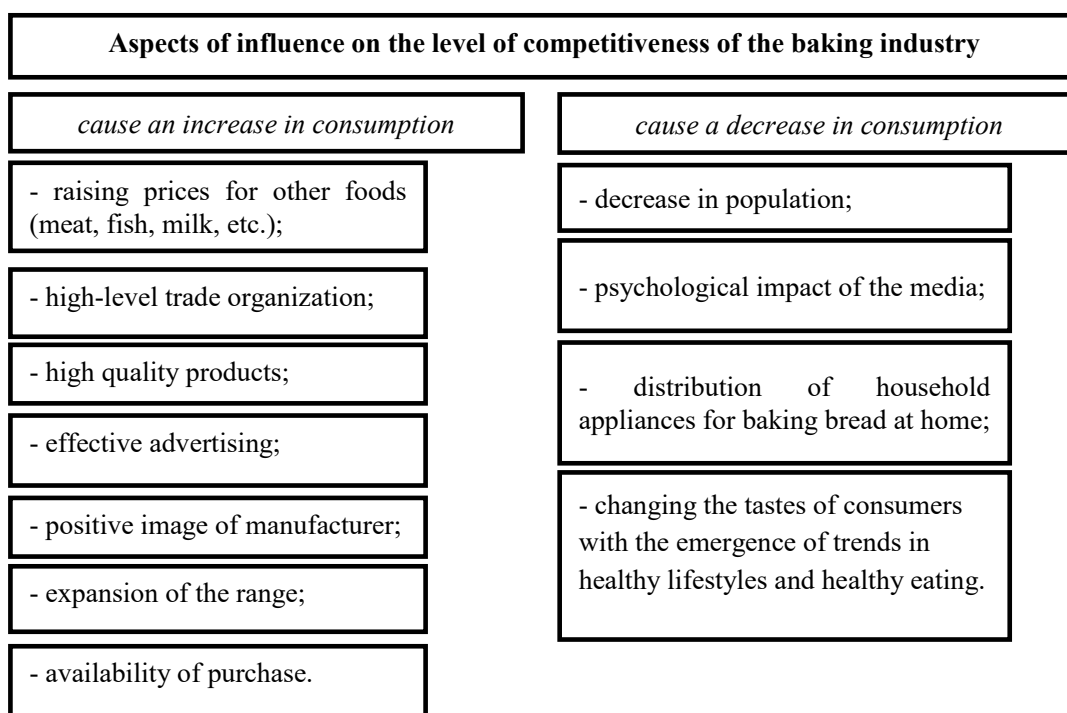 Aspects of influence on the level of competitiveness of the baking industry
cause an increase in consumption
- raising prices for other foods
(meat, fish, milk, etc.);
- high-level trade organization;
- high quality products;
- effective advertising;
- positive image of manufacturer;
- expansion of the range;
- availability of purchase.
cause a decrease in consumption
- decrease in population;
- psychological impact of the media;
- distribution of household
appliances for baking bread at home;
- changing the tastes of consumers
with the emergence of trends in
healthy lifestyles and healthy eating.